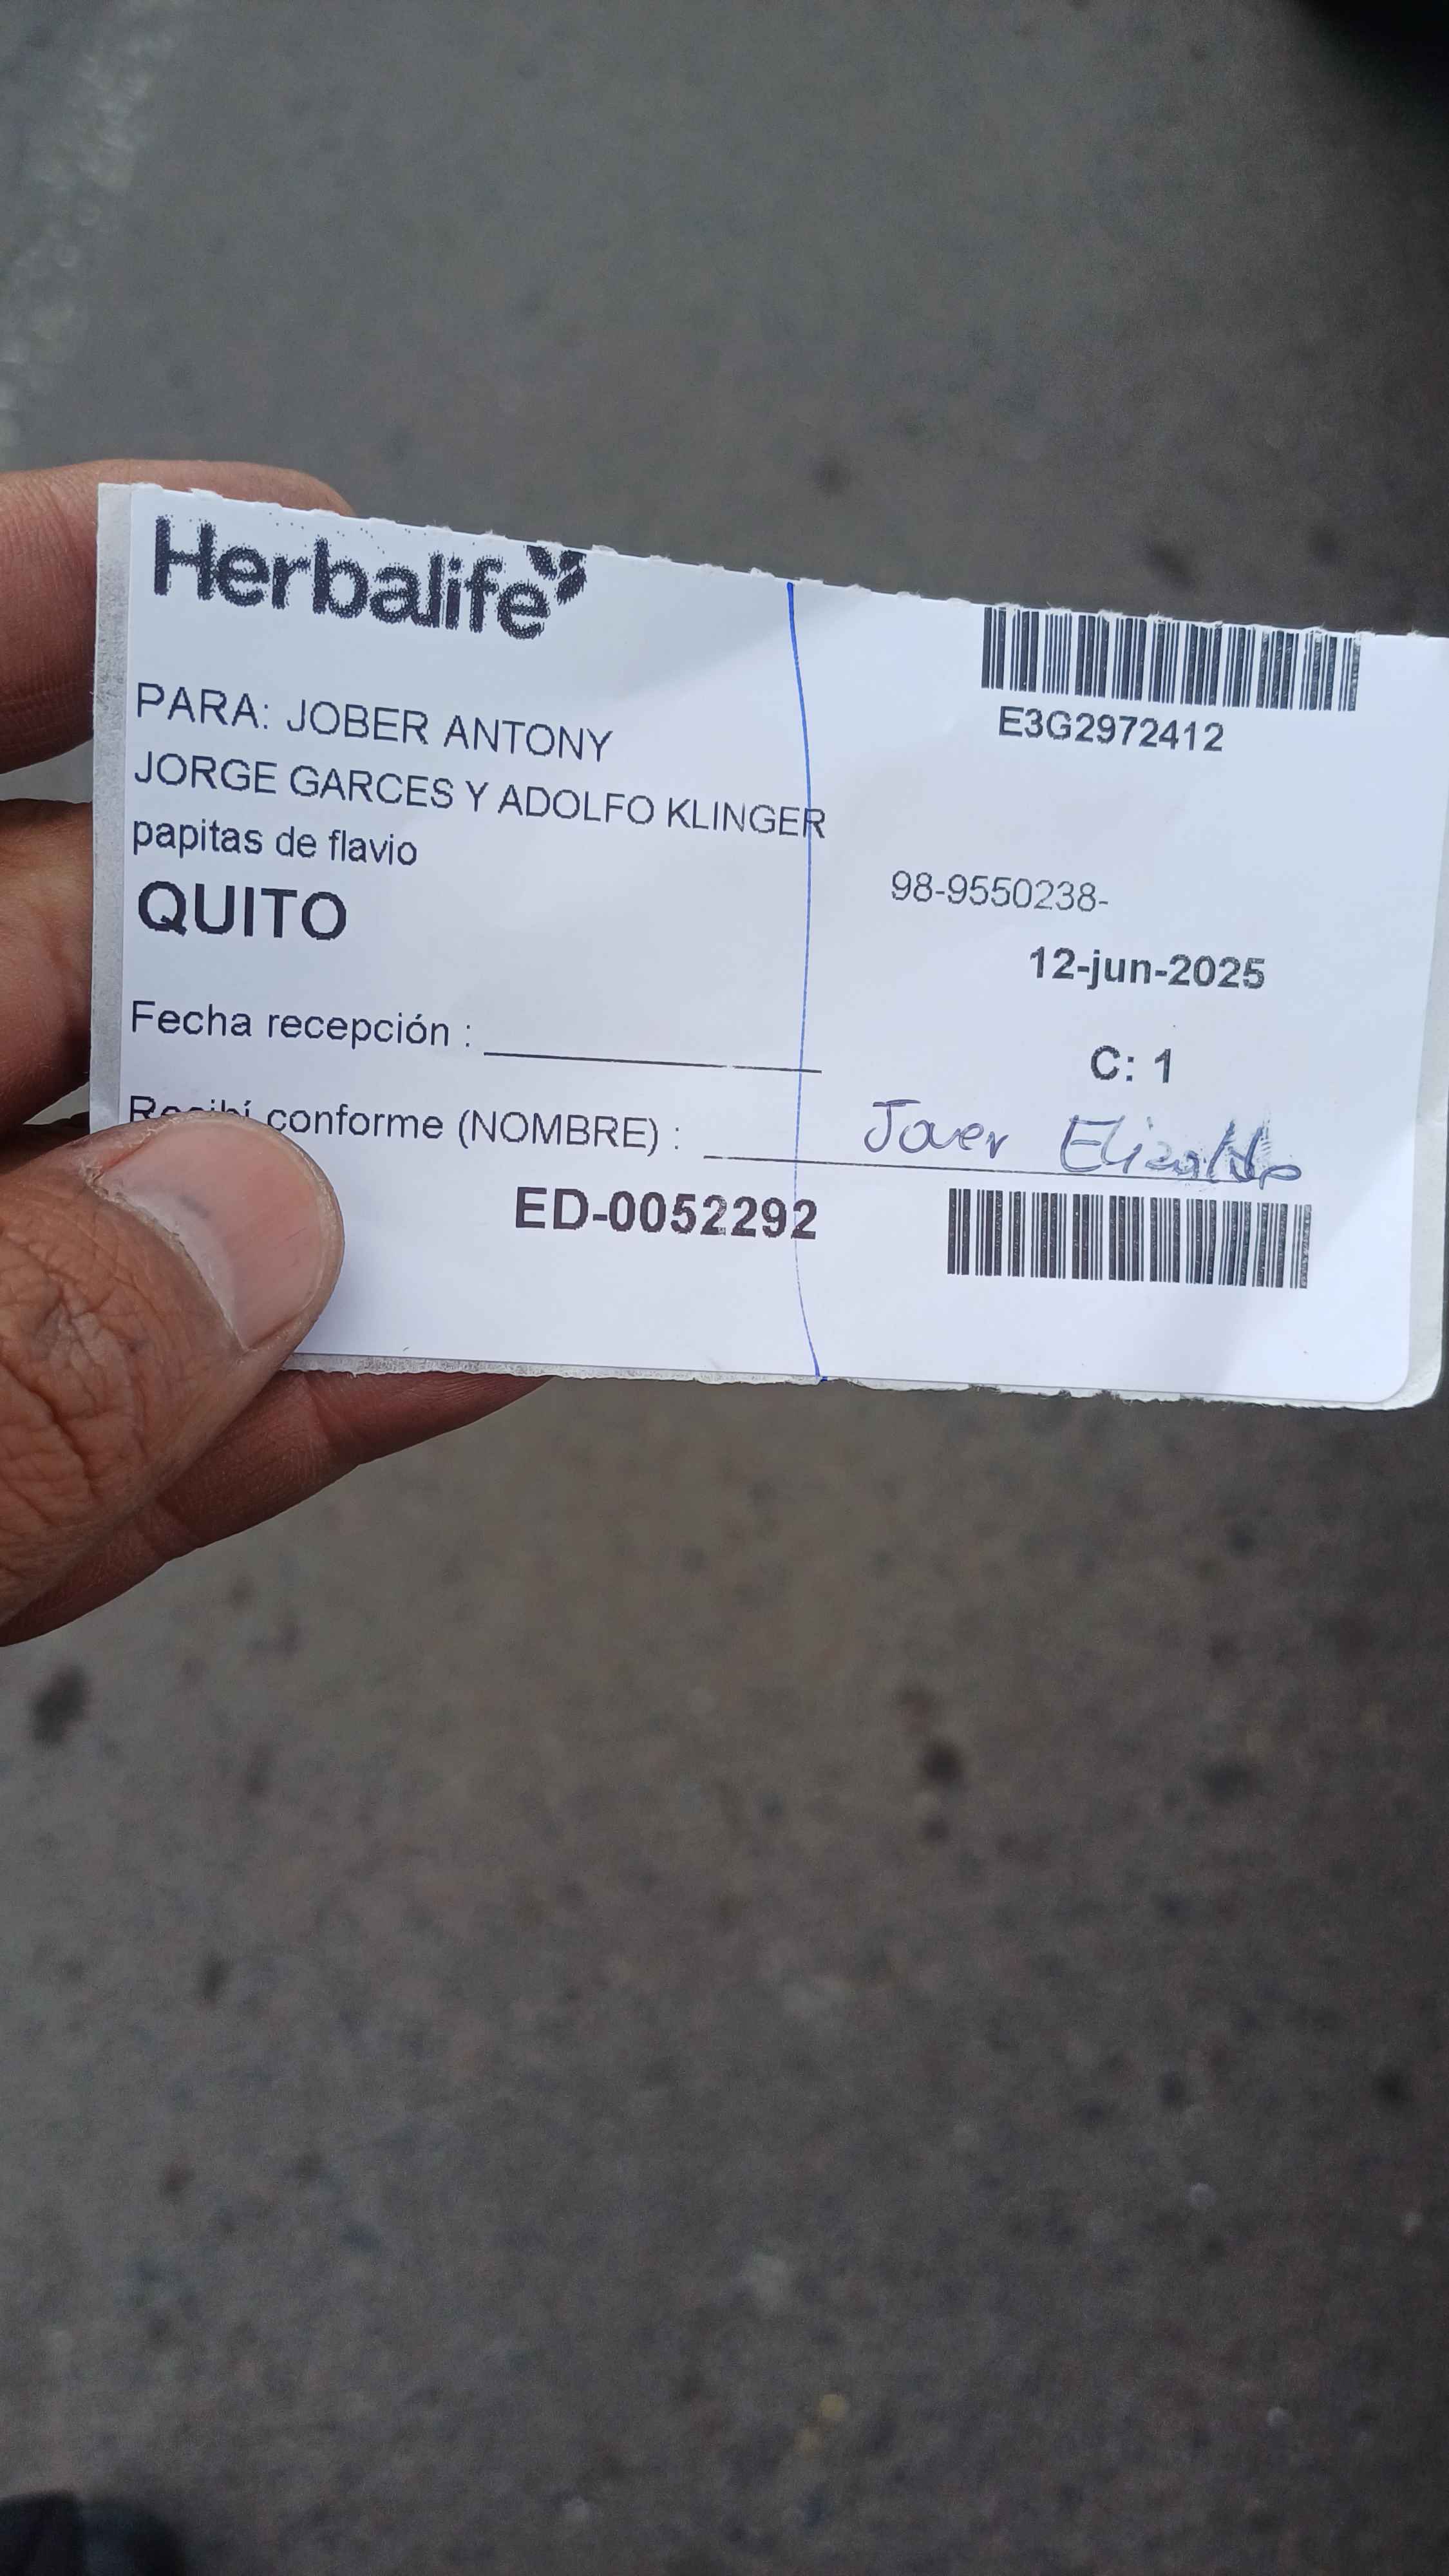 Herbalife
E3G2972412
PARA: JOBER ANTONY
JORGE GARCES Y ADOLFO KLINGER
papitas de flavio
98-9550238-
QUITO
12-jun-2025
Fecha recepción :
C: 1
Recibí conforme (NOMBRE) : Javer
ED-0052292